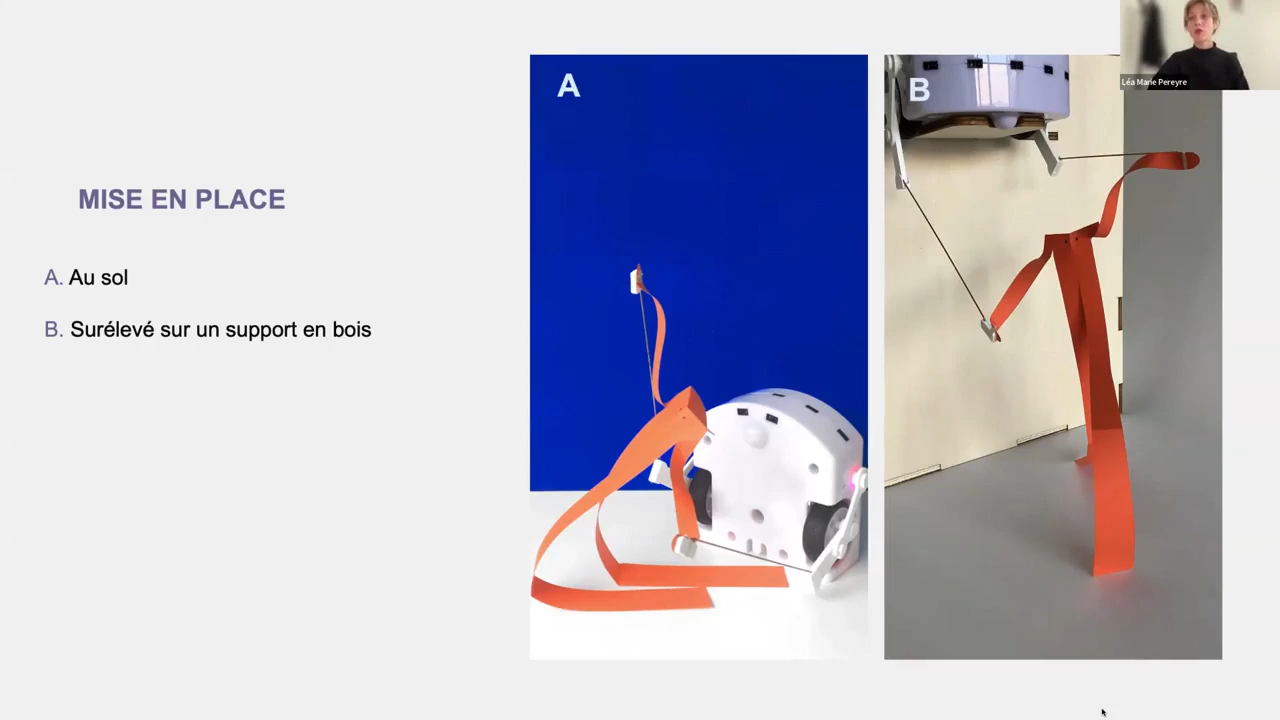 A
B
Léa Marie Pereyre
MISE EN PLACE
A. Au sol
B. Surélevé sur un support en bois